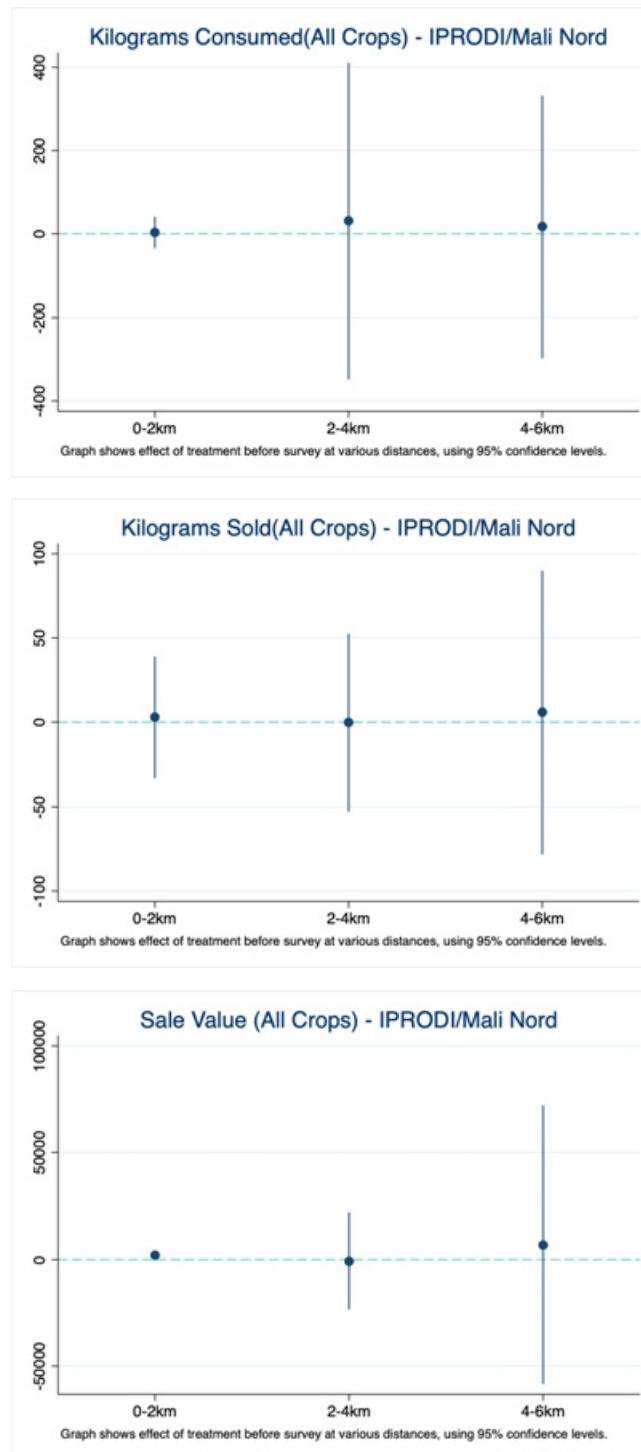 Kilograms Consumed(All Crops) - IPRODI/Mali Nord
400
200
0
-200
-400
0-2km 2-4km 4-6km
Graph shows effect of treatment before survey at various distances, using 95% confidence levels.
Kilograms Sold(All Crops) - IPRODI/Mali Nord
100
50
0
-50
-100
0-2km 2-4km 4-6km
Graph shows effect of treatment before survey at various distances, using 95% confidence levels.
Sale Value (All Crops) - IPRODI/Mali Nord
100000
50000
0
-50000
0-2km 2-4km 4-6km
Graph shows effect of treatment before survey at various distances, using 95% confidence levels.